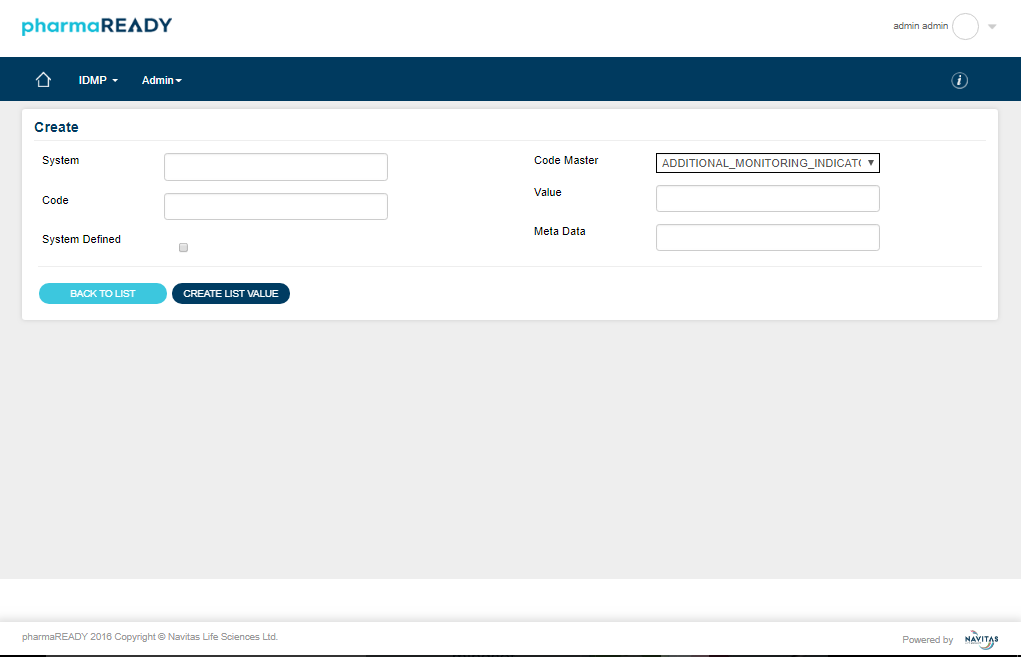 pharmaREADY
admin admin
IDMP
Admin
i
Create
System
Code Master
ADDITIONAL_MONITORING_INDICAT
Value
Code
Meta Data
System Defined
BACK TO LIST
CREATE LIST VALUE
pharmaREADY 2016 Copyright © Navitas Life Sciences Ltd.
Powered by
NAVITAS